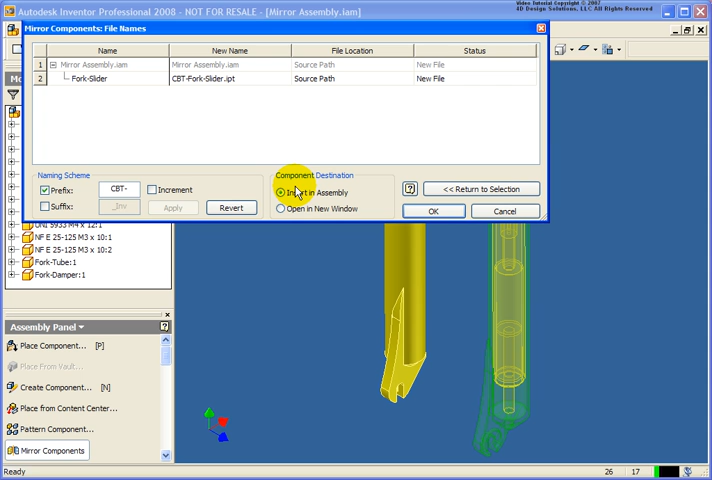 Autodesk Inventor Professional 2008 - NOT FOR RESALE - [Mirror Assembly.iam]
Video Tutorial Copyright © 2007
4D Design Solutions, LLC, All Rights Reserved
Mirror Components: File Names
Name New Name File Location Status
1 Mirror Assembly.iam Mirror Assembly.iam Source Path New File
2 Fork-Slider CBT-Fork-Slider.ipt Source Path New File
Naming Scheme
Prefix: CBT- Increment
Suffix: _Inv Apply Revert
Component Destination
Insert in Assembly
Open in New Window
? << Return to Selection
OK Cancel
UNI 5933 M4 x 12:1
NF E 25-125 M3 x 10:1
NF E 25-125 M3 x 10:2
Fork-Tube:1
Fork-Damper:1
Assembly Panel ?
Place Component... [P]
Place From Vault...
Create Component... [N]
Place from Content Center...
Pattern Component...
Mirror Components
Ready 26 17